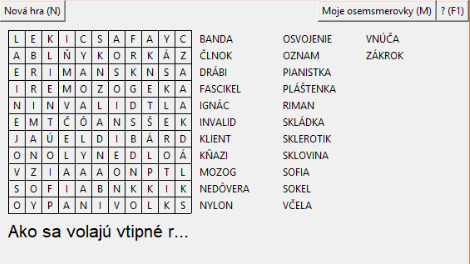 Nová hra (N) Moje osemsmerovky (M) ? (F1)
L E K I C S A F A Y C BANDA OSVOJENIE VNÚČA
A B L Ň Y K O R K Á Z ČLNOK OZNAM ZÁKROK
E R I M A N S K N S A DRÁBI PIANISTKA
I R E M O Z O G E K A FASCIKEL PLÁŠTENKA
N I N V A L I D T L A IGNÁC RIMAN
E M T Č Ô A N S Š E K INVALID SKLÁDKA
J A Ú E L D I B Á R D KLIENT SKLEROTIK
O N O L Y N E D L O Á KŇAZI SKLOVINA
V Z I A A A O N P T L MOZOG SOFIA
S O F I A B N K K I K NEDÔVERA SOKEL
O Y P A N I V O L K S NYLON VČELA
Ako sa volajú vtipné r...